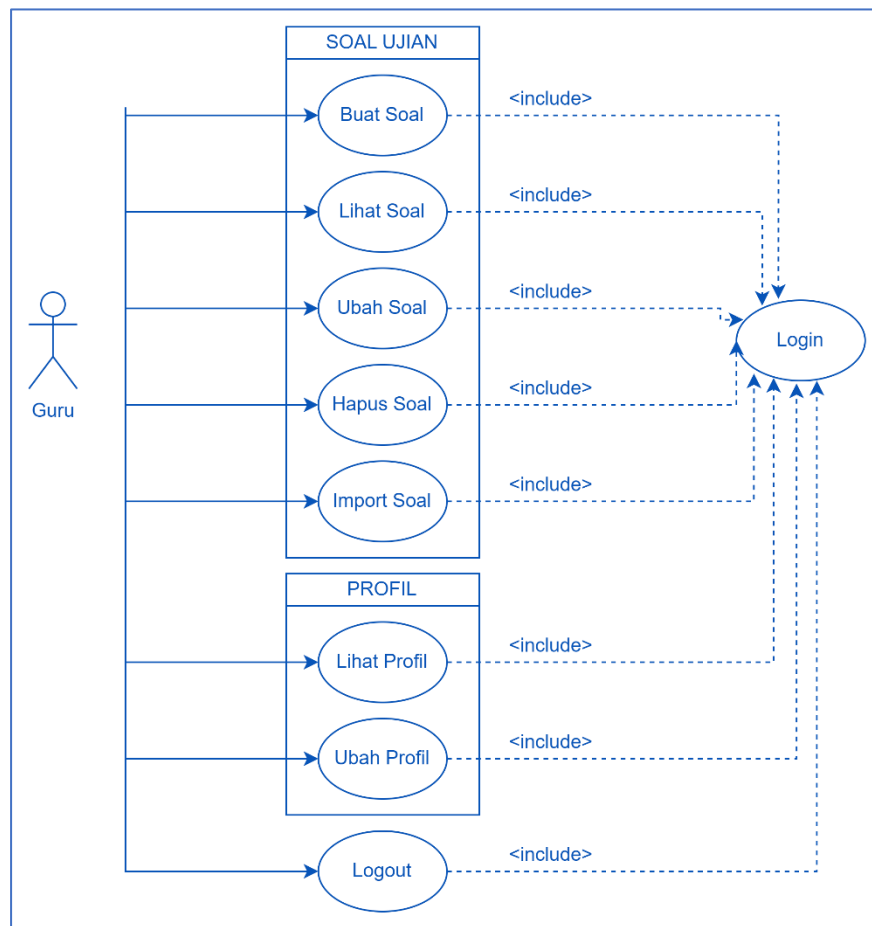 SOAL UJIAN
Buat Soal
<include>
Lihat Soal
<include>
Ubah Soal
<include>
Login
Guru
Hapus Soal
<include>
Import Soal
<include>
PROFIL
Lihat Profil
<include>
Ubah Profil
<include>
Logout
<include>